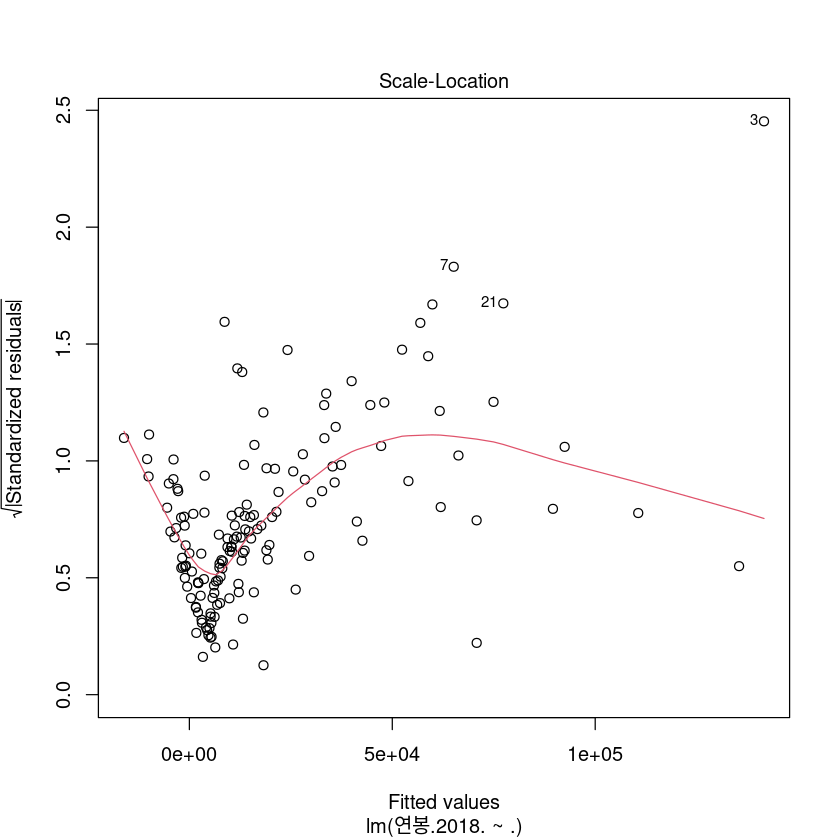 Scale-Location
2.5
2.0
1.5
1.0
0.5
0.0
√|Standardized residuals|
3
7
21
0e+00 5e+04 1e+05
Fitted values
lm(연봉.2018. ~ .)